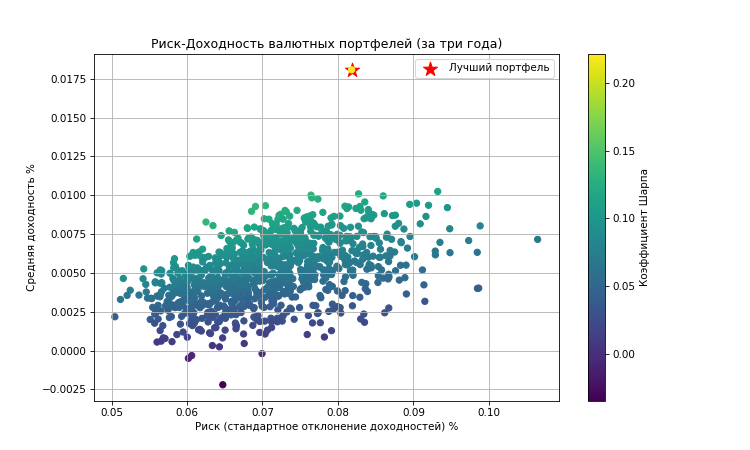 Риск-Доходность валютных портфелей (за три года)
Лучший портфель
Средняя доходность %
0.0175
0.0150
0.0125
0.0100
0.0075
0.0050
0.0025
0.0000
−0.0025
0.05 0.06 0.07 0.08 0.09 0.10
Риск (стандартное отклонение доходностей) %
0.20
0.15
0.10
0.05
0.00
Коэффициент Шарпа